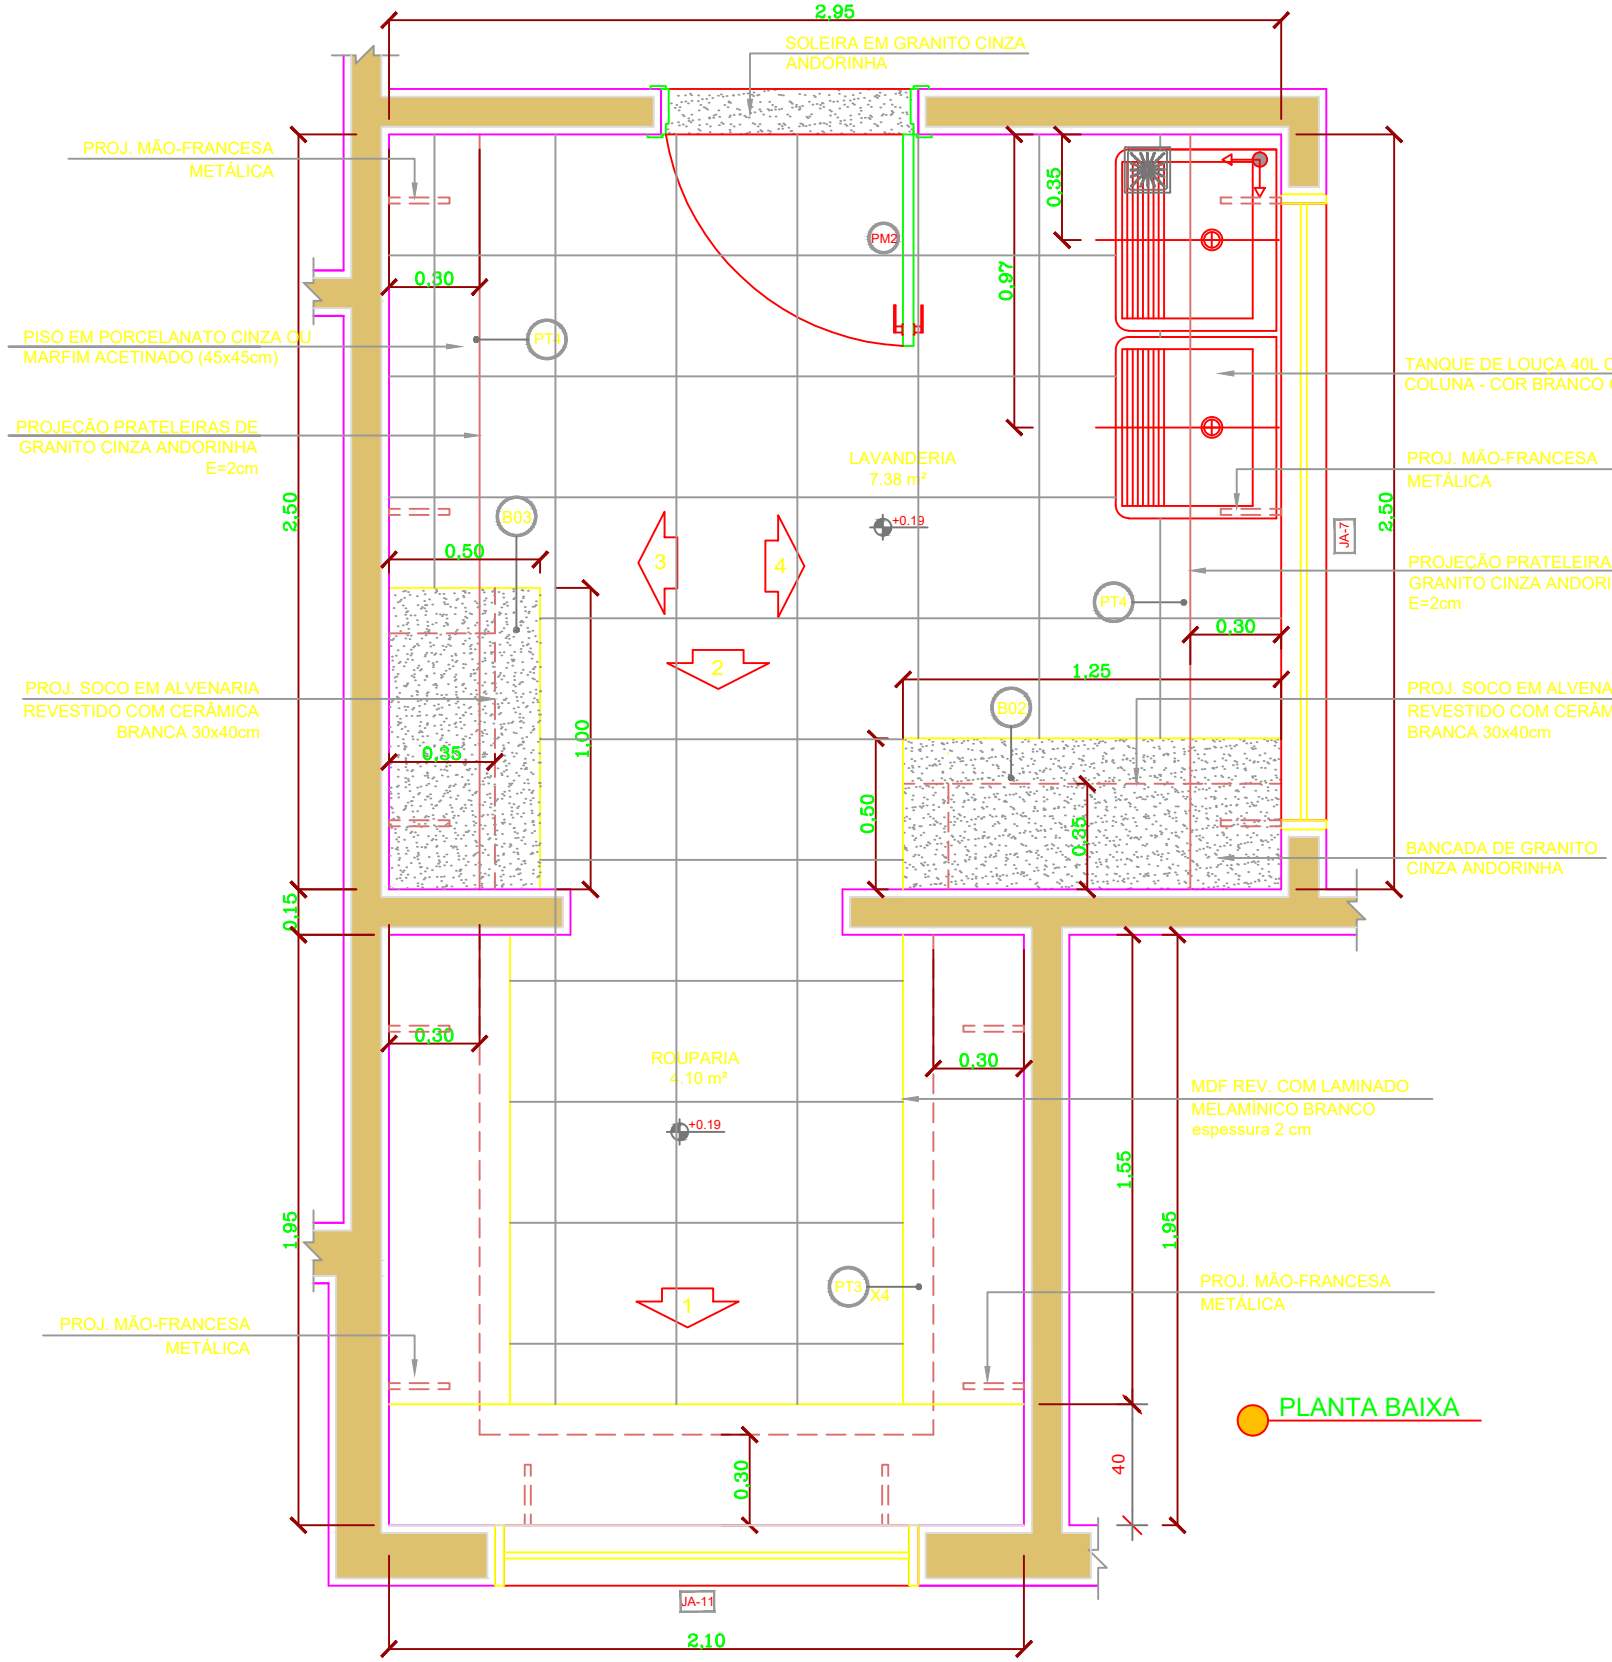 2,95
SOLEIRA EM GRANITO CINZA
ANDORINHA
PROJ. MÃO-FRANCESA
METÁLICA
0,35
PM2
0,97
0,30
PISO EM PORCELANATO CINZA OU
MARFIM ACETINADO (45x45cm)
PT4
TANQUE DE LOUÇA 40L
COLUNA - COR BRANCO
PROJEÇÃO PRATELEIRAS DE
GRANITO CINZA ANDORINHA
E=2cm
LAVANDERIA
7.38 m²
PROJ. MÃO-FRANCESA
METÁLICA
2,50
B03
+0.19
JA-7
2,50
0,50
3
4
PROJEÇÃO PRATELEIRA
GRANITO CINZA ANDORI
E=2cm
PT4
0,30
2
1,25
PROJ. SOCO EM ALVENARIA
REVESTIDO COM CERÂMICA
BRANCA 30x40cm
B02
PROJ. SOCO EM ALVENA
REVESTIDO COM CERÂM
BRANCA 30x40cm
1,00
0,35
0,50
0,35
BANCADA DE GRANITO
CINZA ANDORINHA
0,15
0,30
0,30
ROUPARIA
4.10 m²
+0.19
MDF REV. COM LAMINADO
MELAMÍNICO BRANCO
espessura 2 cm
1,55
1,95
1,95
PT3
X4
1
PROJ. MÃO-FRANCESA
METÁLICA
PROJ. MÃO-FRANCESA
METÁLICA
PLANTA BAIXA
40
0,30
JA-11
2,10